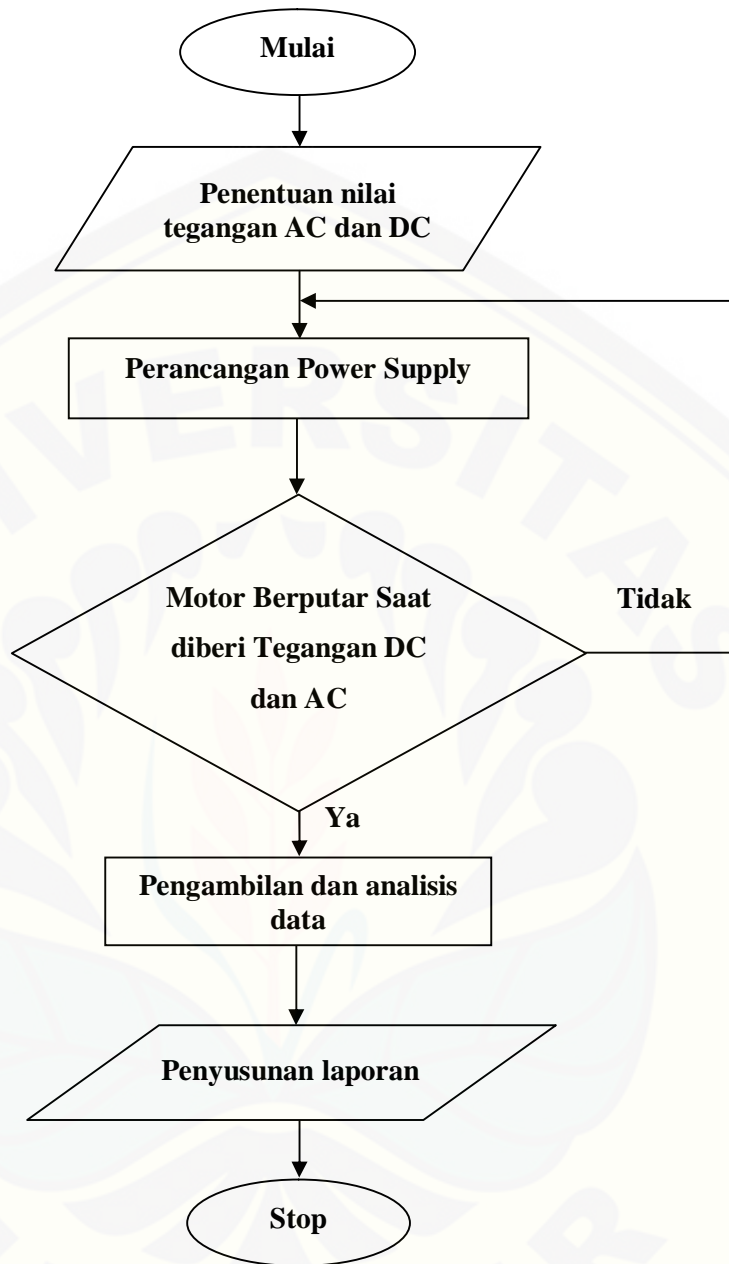 Mulai
Penentuan nilai
tegangan AC dan DC
Perancangan Power Supply
Motor Berputar Saat
diberi Tegangan DC
dan AC
Tidak
Ya
Pengambilan dan analisis
data
Penyusunan laporan
Stop
UNIVERSITAS